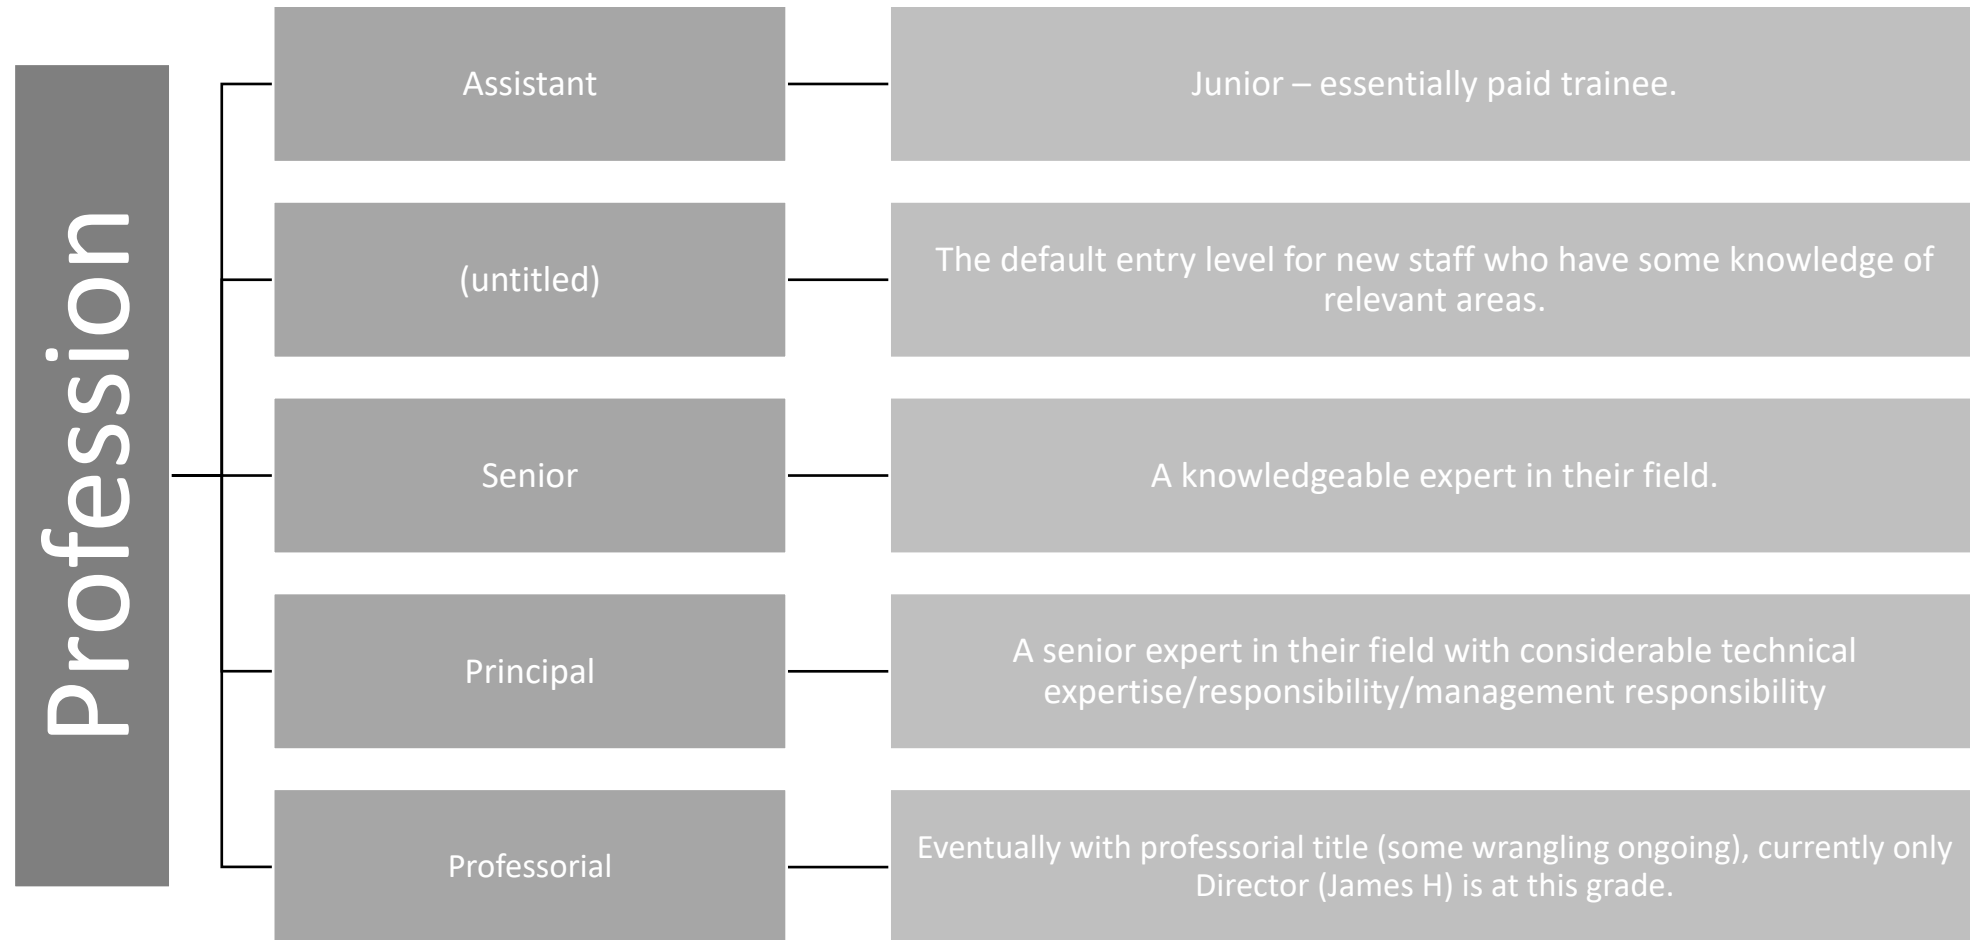 Profession
Assistant
Junior – essentially paid trainee.
(untitled)
The default entry level for new staff who have some knowledge of
relevant areas.
Senior
A knowledgeable expert in their field.
Principal
A senior expert in their field with considerable technical
expertise/responsibility/management responsibility
Professorial
Eventually with professorial title (some wrangling ongoing), currently only
Director (James H) is at this grade.